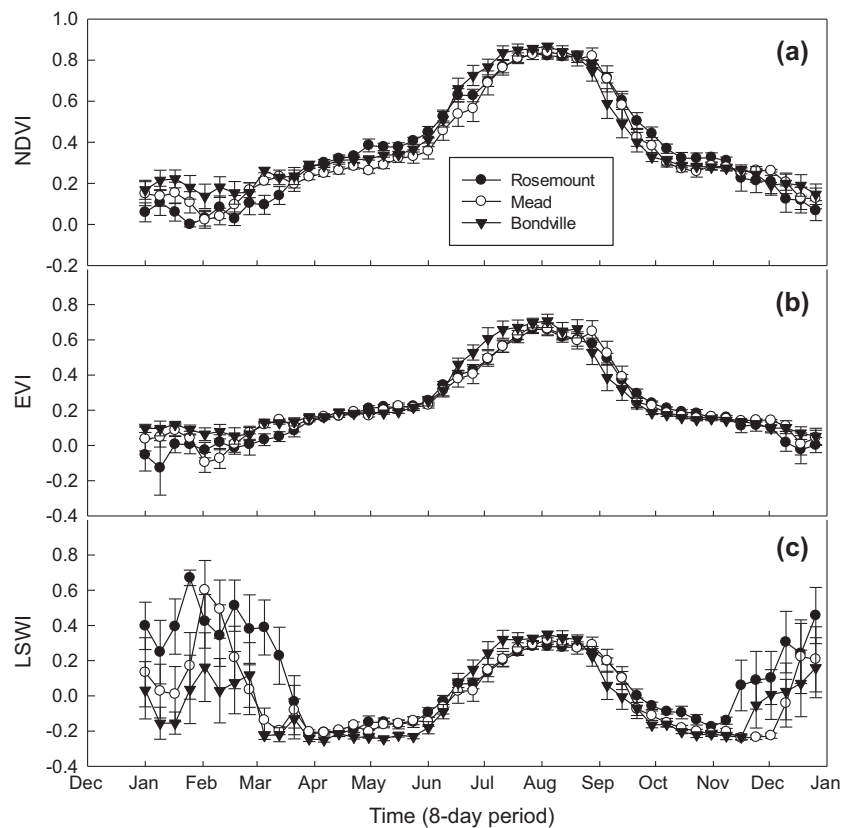 1.0
0.8
0.6
0.4
0.2
0.0
-0.2
NDVI
(a)
Rosemount
Mead
Bondville
0.8
0.6
0.4
0.2
0.0
-0.2
-0.4
EVI
(b)
0.8
0.6
0.4
0.2
0.0
-0.2
-0.4
LSWI
(c)
Dec Jan Feb Mar Apr May Jun Jul Aug Sep Oct Nov Dec Jan
Time (8-day period)